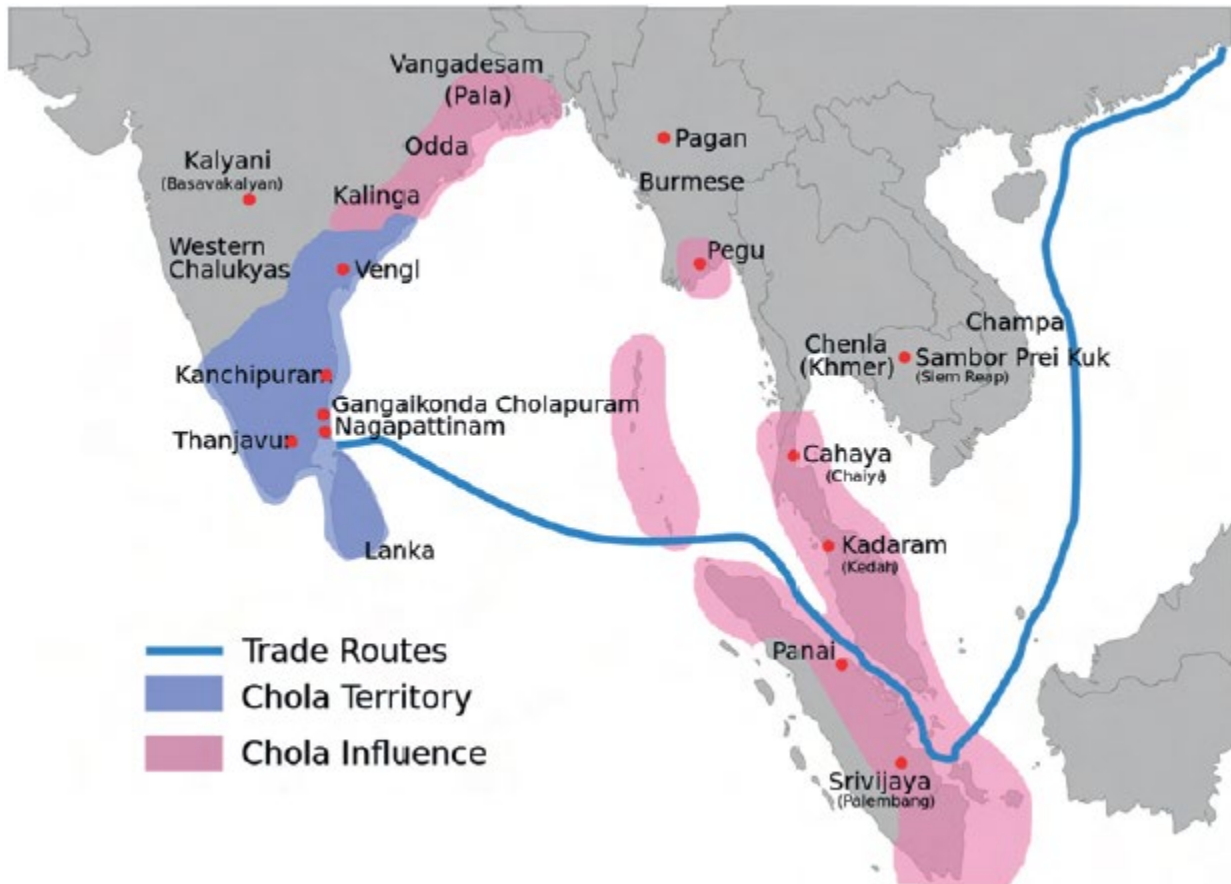 Vangadesam
(Pala)
Odda
Kalyani
(Basavakalyan)
Kalinga
Pagan
Burmese
Western
Chalukyas
Vengl
Pegu
Champa
Chenla
(Khmer)
Sambor Prei Kuk
(Siem Reap)
Kanchipuram
Gangaikonda Cholapuram
Nagapattinam
Thanjavur
Cahaya
(Chaiya)
Lanka
Kadaram
(Kedah)
Trade Routes
Chola Territory
Chola Influence
Panai
Srivijaya
(Palembang)